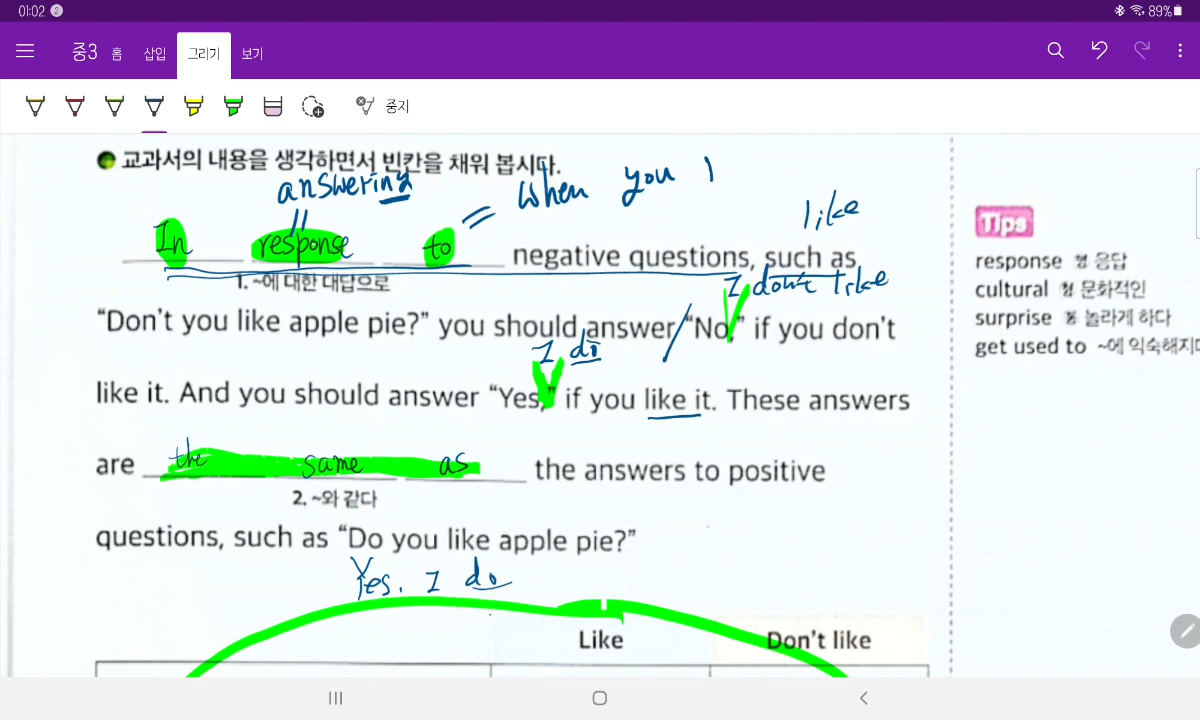 01:02 2 89%
중3 홈 삽입 그리기 보기
중지
교과서의 내용을 생각하면서 빈칸을 채워 봅시다.
answering = when you
like
In response to negative questions, such as
1. ~에 대한 대답으로
I don't like
"Don't you like apple pie?" you should answer "No," if you don't
I do
like it. And you should answer "Yes," if you like it. These answers
are the same as the answers to positive
2. ~와 같다
questions, such as "Do you like apple pie?"
Yes. I do
Like Don't like
Tips
response 명 응답
cultural 형 문화적인
surprise 동 놀라게 하다
get used to ~에 익숙해지다